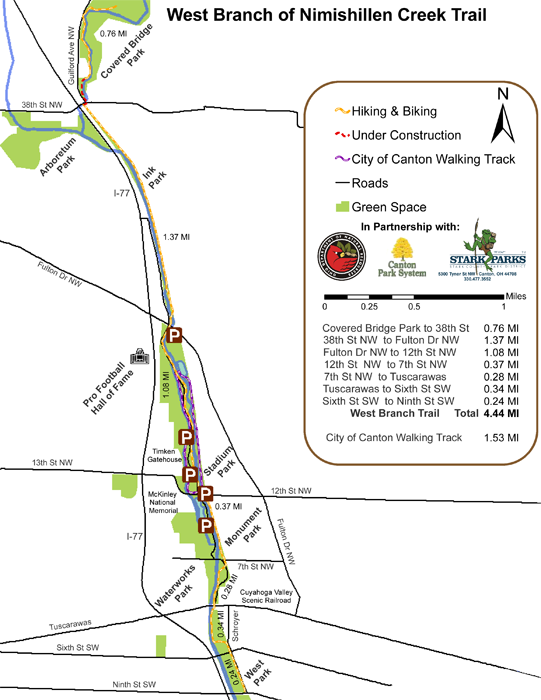 West Branch of Nimishillen Creek Trail
0.76 MI
Guilford Ave NW
Covered Bridge
Park
38th St NW
Arboretum
Park
Ink
Park
I-77
1.37 MI
Fulton Dr NW
P
Pro Football
Hall of Fame
1.08 MI
P
Timken
Gatehouse
Stadium
Park
13th St NW
P
P
12th St NW
McKinley
National
Memorial
0.37 MI
P
Monument
Park
Fulton Dr NW
I-77
7th St NW
Waterworks
Park
0.28 MI
Cuyahoga Valley
Scenic Railroad
Tuscarawas
0.34 MI
Schroyer
Sixth St SW
0.24 MI
West
Park
Ninth St SW
N
Hiking & Biking
Under Construction
City of Canton Walking Track
Roads
Green Space
In Partnership with:
Canton
Park System
STARK PARKS
5300 Tyner St NW Canton, OH 44708
330.477.3552
Miles
0 0.25 0.5 1
Covered Bridge Park to 38th St 0.76 MI
38th St NW to Fulton Dr NW 1.37 MI
Fulton Dr NW to 12th St NW 1.08 MI
12th St NW to 7th St NW 0.37 MI
7th St NW to Tuscarawas 0.28 MI
Tuscarawas to Sixth St SW 0.34 MI
Sixth St SW to Ninth St SW 0.24 MI
West Branch Trail Total 4.44 MI
City of Canton Walking Track 1.53 MI